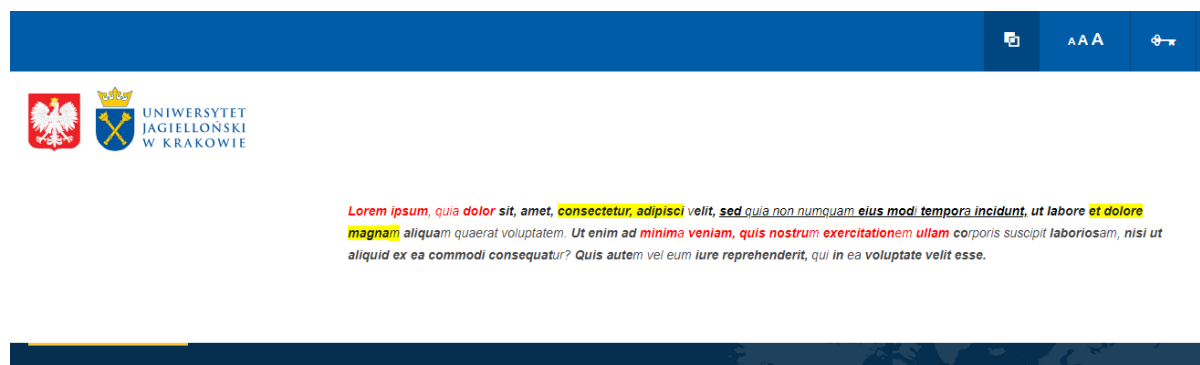 AAA
UNIWERSYTET
JAGIELLOŃSKI
W KRAKOWIE
Lorem ipsum, quia dolor sit, amet, consectetur, adipisci velit, sed quia non numquam eius modi tempora incidunt, ut labore et dolore
magnam aliquam quaerat voluptatem. Ut enim ad minima veniam, quis nostrum exercitationem ullam corporis suscipit laboriosam, nisi ut
aliquid ex ea commodi consequatur? Quis autem vel eum iure reprehenderit, qui in ea voluptate velit esse.